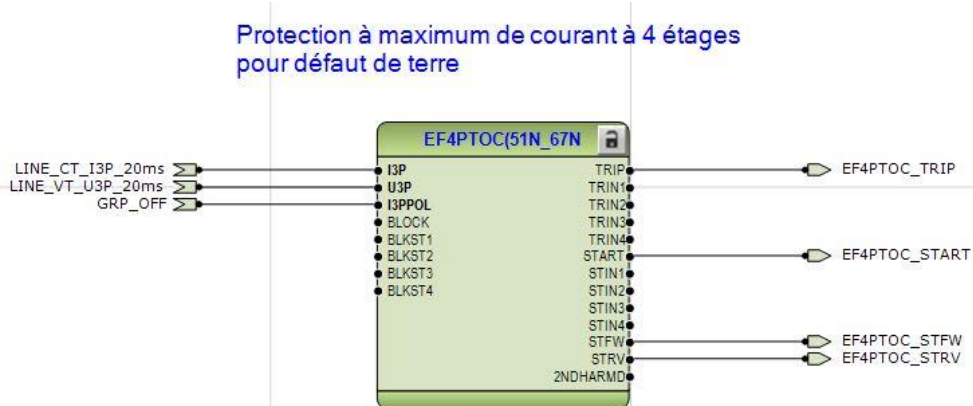 Protection à maximum de courant à 4 étages
pour défaut de terre
EF4PTOC(51N_67N
LINE_CT_I3P_20ms
LINE_VT_U3P_20ms
GRP_OFF
I3P
U3P
I3PPOL
BLOCK
BLKST1
BLKST2
BLKST3
BLKST4
TRIP
TRIN1
TRIN2
TRIN3
TRIN4
START
STIN1
STIN2
STIN3
STIN4
STFW
STRV
2NDHARMD
EF4PTOC_TRIP
EF4PTOC_START
EF4PTOC_STFW
EF4PTOC_STRV